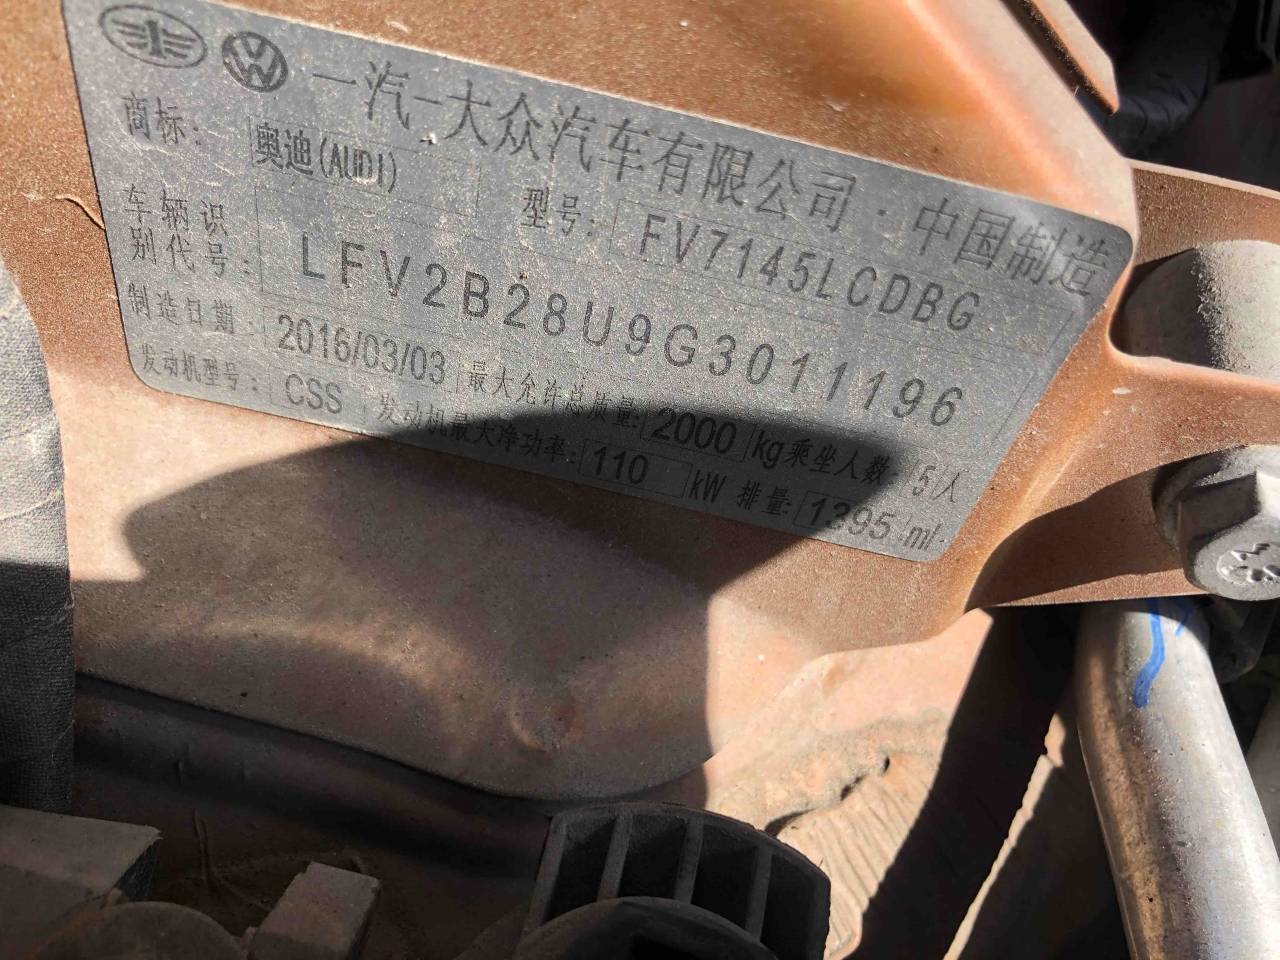 一汽-大众汽车有限公司·中国制造
商标: 奥迪(AUDI) 型号: FV7145LCDBG
车辆识
别代号: LFV2B28U9G3011196
制造日期: 2016/03/03 最大允许总质量: 2000 kg 乘坐人数: 5 人
发动机型号: CSS 发动机最大净功率: 110 kW 排量: 1395 ml